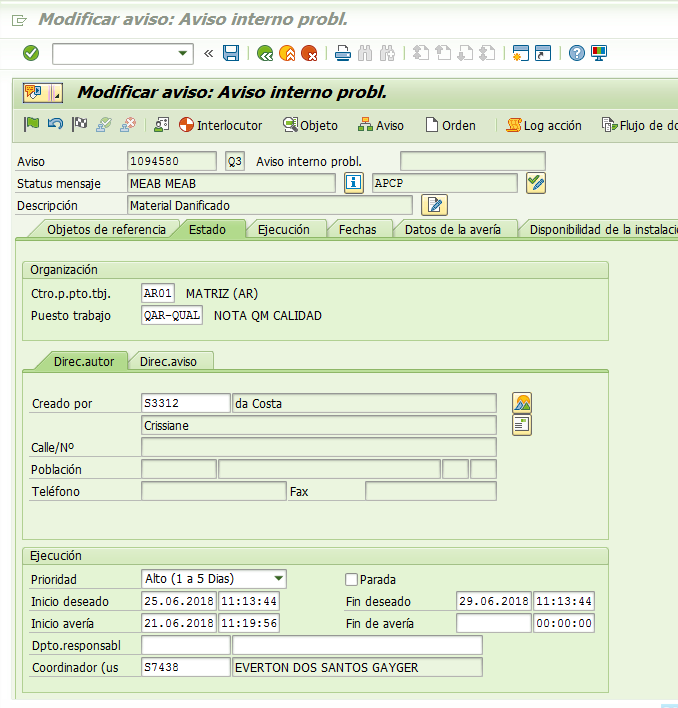 Modificar aviso: Aviso interno probl.
Modificar aviso: Aviso interno probl.
Interlocutor Objeto Aviso Orden Log acción Flujo de do
Aviso 1094580 Q3 Aviso interno probl.
Status mensaje MEAB MEAB APCP
Descripción Material Danificado
Objetos de referencia Estado Ejecución Fechas Datos de la avería Disponibilidad de la instalaci
Organización
Ctro.p.pto.tbj. AR01 MATRIZ (AR)
Puesto trabajo QAR-QUAL NOTA QM CALIDAD
Direc.autor Direc.aviso
Creado por S3312 da Costa
Crissiane
Calle/Nº
Población
Teléfono Fax
Ejecución
Prioridad Alto (1 a 5 Dias) Parada
Inicio deseado 25.06.2018 11:13:44 Fin deseado 29.06.2018 11:13:44
Inicio avería 21.06.2018 11:19:56 Fin de avería 00:00:00
Dpto.responsabl
Coordinador (us S7438 EVERTON DOS SANTOS GAYGER